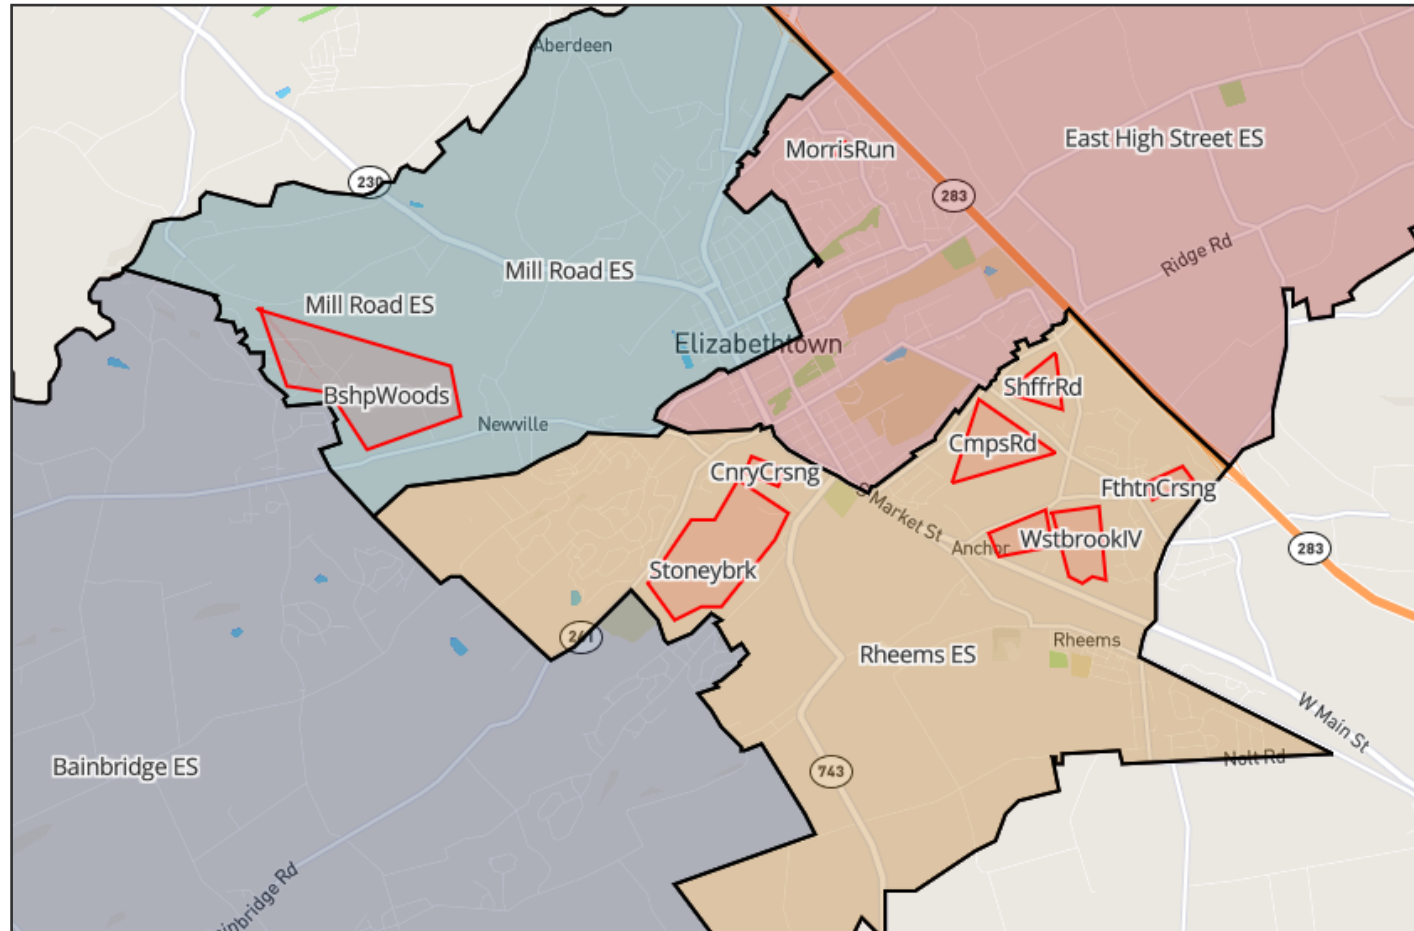 Aberdeen
MorrisRun
East High Street ES
230
283
Ridge Rd
Mill Road ES
Mill Road ES
Elizabethtown
ShffrRd
BshpWoods
Newville
CmpsRd
CnryCrsng
FthtnCrsng
S Market St
Anchor
WstbrookIV
283
Stoneybrk
241
Rheems
Rheems ES
W Main St
Bainbridge ES
Nolt Rd
743
inbridge Rd